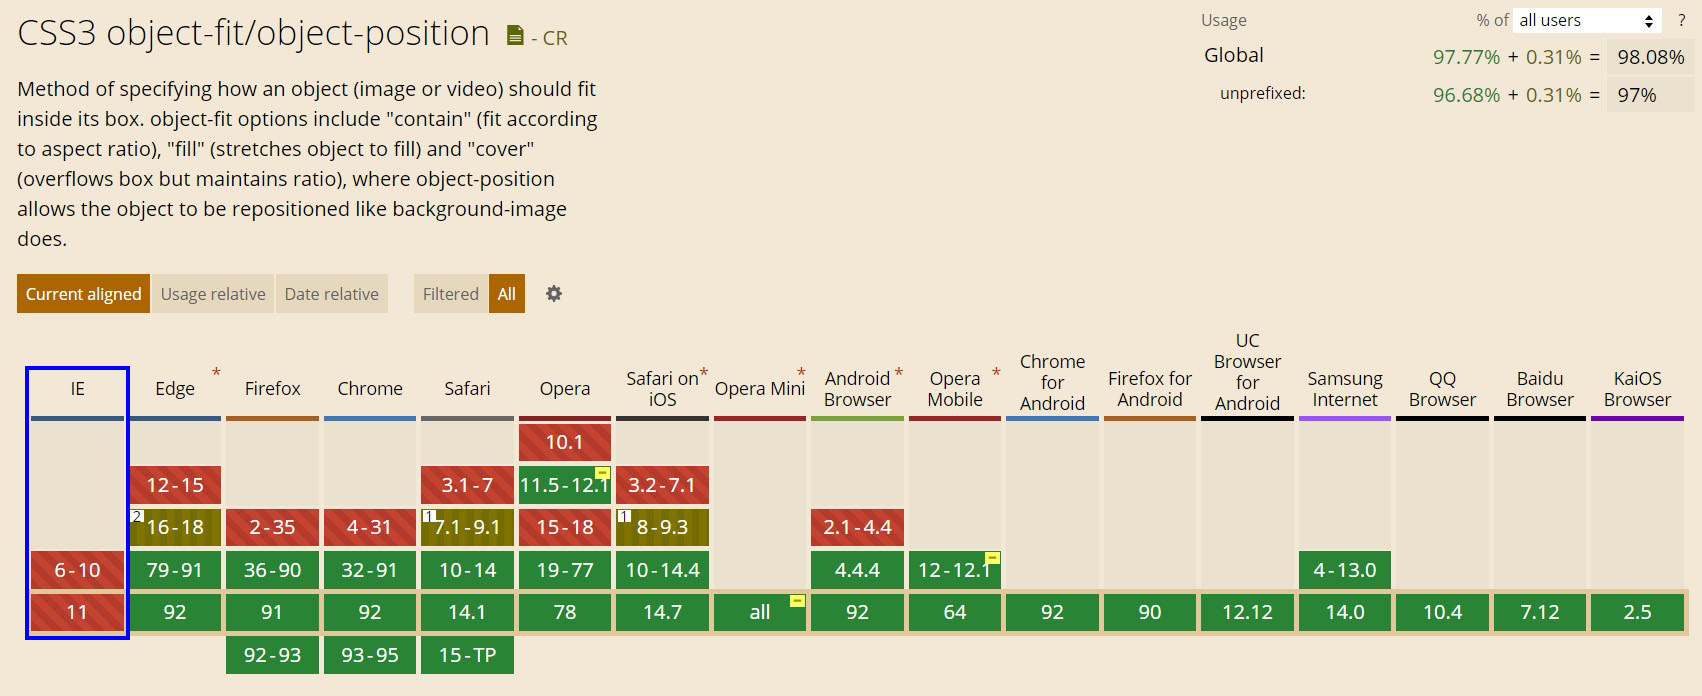 CSS3 object-fit/object-position - CR
Usage % of all users ?
Global 97.77% + 0.31% = 98.08%
unprefixed: 96.68% + 0.31% = 97%
Method of specifying how an object (image or video) should fit
inside its box. object-fit options include "contain" (fit according
to aspect ratio), "fill" (stretches object to fill) and "cover"
(overflows box but maintains ratio), where object-position
allows the object to be repositioned like background-image
does.
Current aligned Usage relative Date relative Filtered All
IE
Edge *
Firefox
Chrome
Safari
Opera
Safari on *
iOS
Opera Mini *
Android *
Browser
Opera *
Mobile
Chrome
for
Android
Firefox for
Android
UC
Browser
for
Android
Samsung
Internet
QQ
Browser
Baidu
Browser
KaiOS
Browser
10.1
12-15 3.1-7 11.5-12.1 3.2-7.1
2 16-18 2-35 4-31 1 7.1-9.1 15-18 1 8-9.3 2.1-4.4
6-10 79-91 36-90 32-91 10-14 19-77 10-14.4 4.4.4 12-12.1 4-13.0
11 92 91 92 14.1 78 14.7 all 92 64 92 90 12.12 14.0 10.4 7.12 2.5
92-93 93-95 15-TP